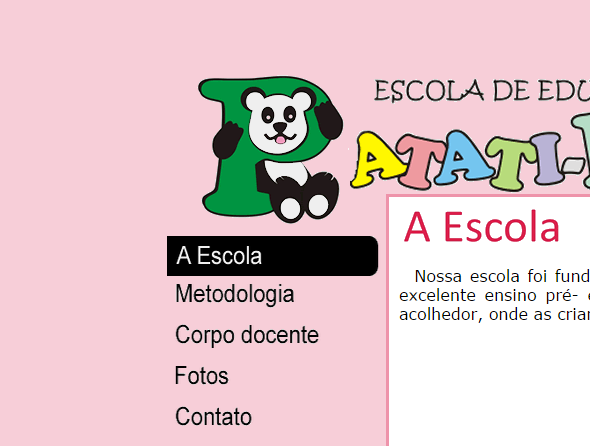 ESCOLA DE EDU
PATATI-
A Escola
A Escola
Metodologia
Corpo docente
Fotos
Contato
Nossa escola foi fund
excelente ensino pré-
acolhedor, onde as crian